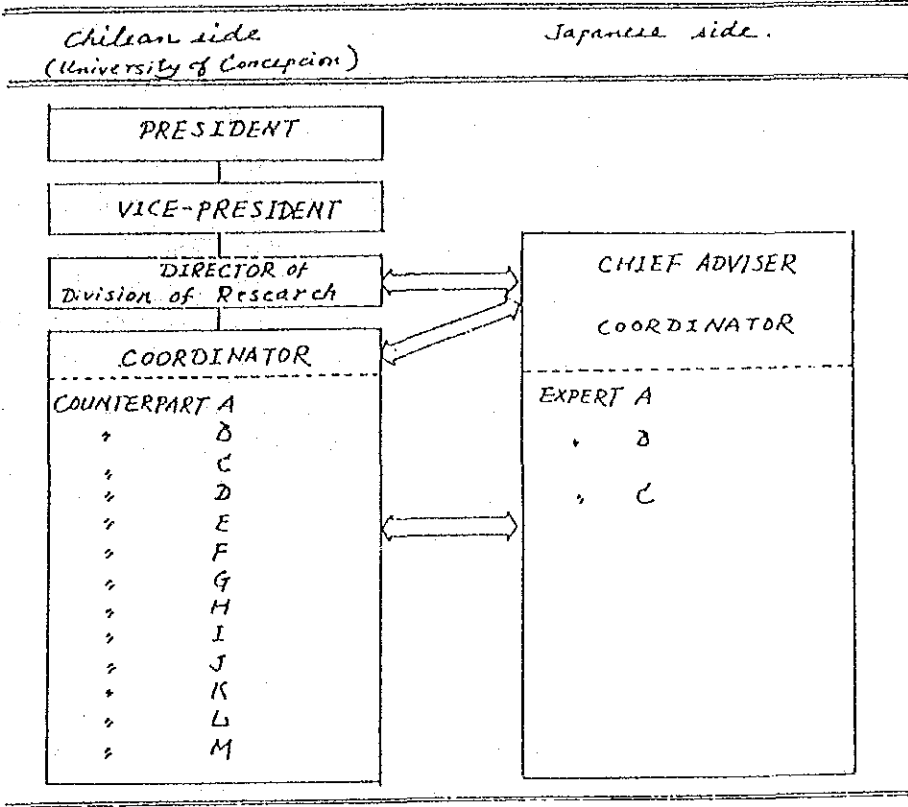 Chilean side
(University of Concepcion)
Japanese side.
PRESIDENT
VICE-PRESIDENT
DIRECTOR of
Division of Research
COORDINATOR
COUNTERPART A
〃 B
〃 C
〃 D
〃 E
〃 F
〃 G
〃 H
〃 I
〃 J
〃 K
〃 L
〃 M
CHIEF ADVISER
COORDINATOR
EXPERT A
〃 B
〃 C